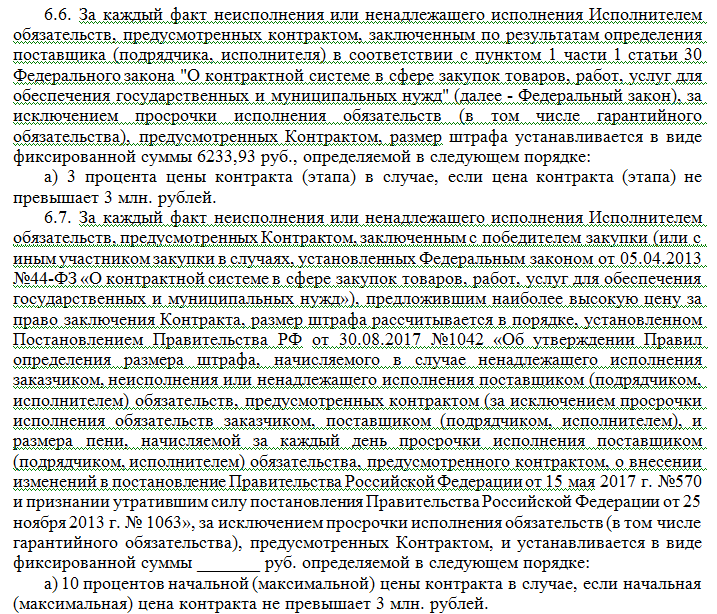 6.6. За каждый факт неисполнения или ненадлежащего исполнения Исполнителем
обязательств, предусмотренных контрактом, заключенным по результатам определения
поставщика (подрядчика, исполнителя) в соответствии с пунктом 1 части 1 статьи 30
Федерального закона "О контрактной системе в сфере закупок товаров, работ, услуг для
обеспечения государственных и муниципальных нужд" (далее - Федеральный закон), за
исключением просрочки исполнения обязательств (в том числе гарантийного
обязательства), предусмотренных Контрактом, размер штрафа устанавливается в виде
фиксированной суммы 6233,93 руб., определяемой в следующем порядке:
а) 3 процента цены контракта (этапа) в случае, если цена контракта (этапа) не
превышает 3 млн. рублей.
6.7. За каждый факт неисполнения или ненадлежащего исполнения Исполнителем
обязательств, предусмотренных Контрактом, заключенным с победителем закупки (или с
иным участником закупки в случаях, установленных Федеральным законом от 05.04.2013
№44-ФЗ «О контрактной системе в сфере закупок товаров, работ, услуг для обеспечения
государственных и муниципальных нужд»), предложившим наиболее высокую цену за
право заключения Контракта, размер штрафа рассчитывается в порядке, установленном
Постановлением Правительства РФ от 30.08.2017 №1042 «Об утверждении Правил
определения размера штрафа, начисляемого в случае ненадлежащего исполнения
заказчиком, неисполнения или ненадлежащего исполнения поставщиком (подрядчиком,
исполнителем) обязательств, предусмотренных контрактом (за исключением просрочки
исполнения обязательств заказчиком, поставщиком (подрядчиком, исполнителем), и
размера пени, начисляемой за каждый день просрочки исполнения поставщиком
(подрядчиком, исполнителем) обязательства, предусмотренного контрактом, о внесении
изменений в постановление Правительства Российской Федерации от 15 мая 2017 г. №570
и признании утратившим силу постановления Правительства Российской Федерации от 25
ноября 2013 г. № 1063», за исключением просрочки исполнения обязательств (в том числе
гарантийного обязательства), предусмотренных Контрактом, и устанавливается в виде
фиксированной суммы _______ руб. определяемой в следующем порядке:
а) 10 процентов начальной (максимальной) цены контракта в случае, если начальная
(максимальная) цена контракта не превышает 3 млн. рублей.